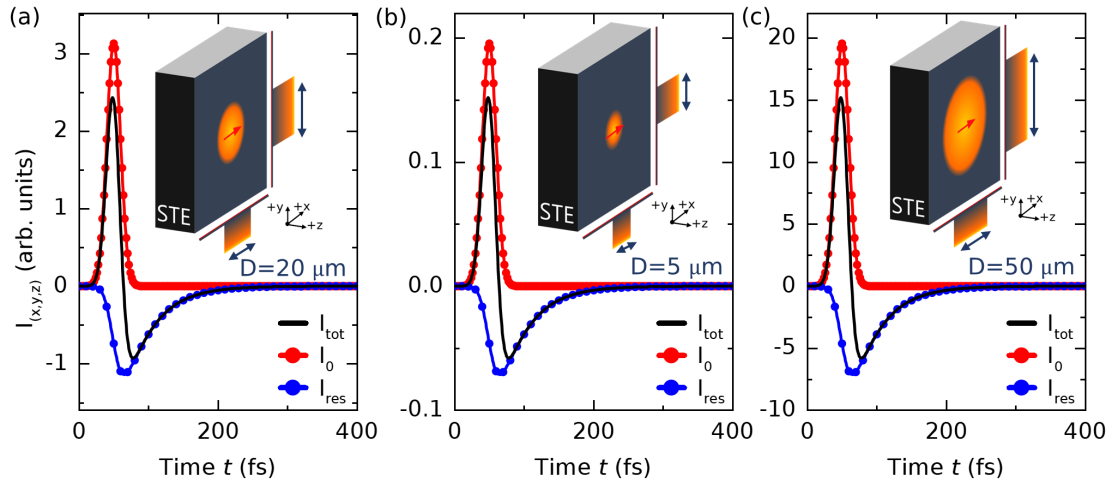 (a)
I(x,y,z) (arb. units)
3
2
1
0
-1
STE
+y +x
+z
D=20 μm
Itot
I0
Ires
0 200 400
Time t (fs)
(b)
0.2
0.1
0.0
-0.1
STE
+y +x
+z
D=5 μm
Itot
I0
Ires
0 200 400
Time t (fs)
(c)
20
15
10
5
0
-5
-10
STE
+y +x
+z
D=50 μm
Itot
I0
Ires
0 200 400
Time t (fs)